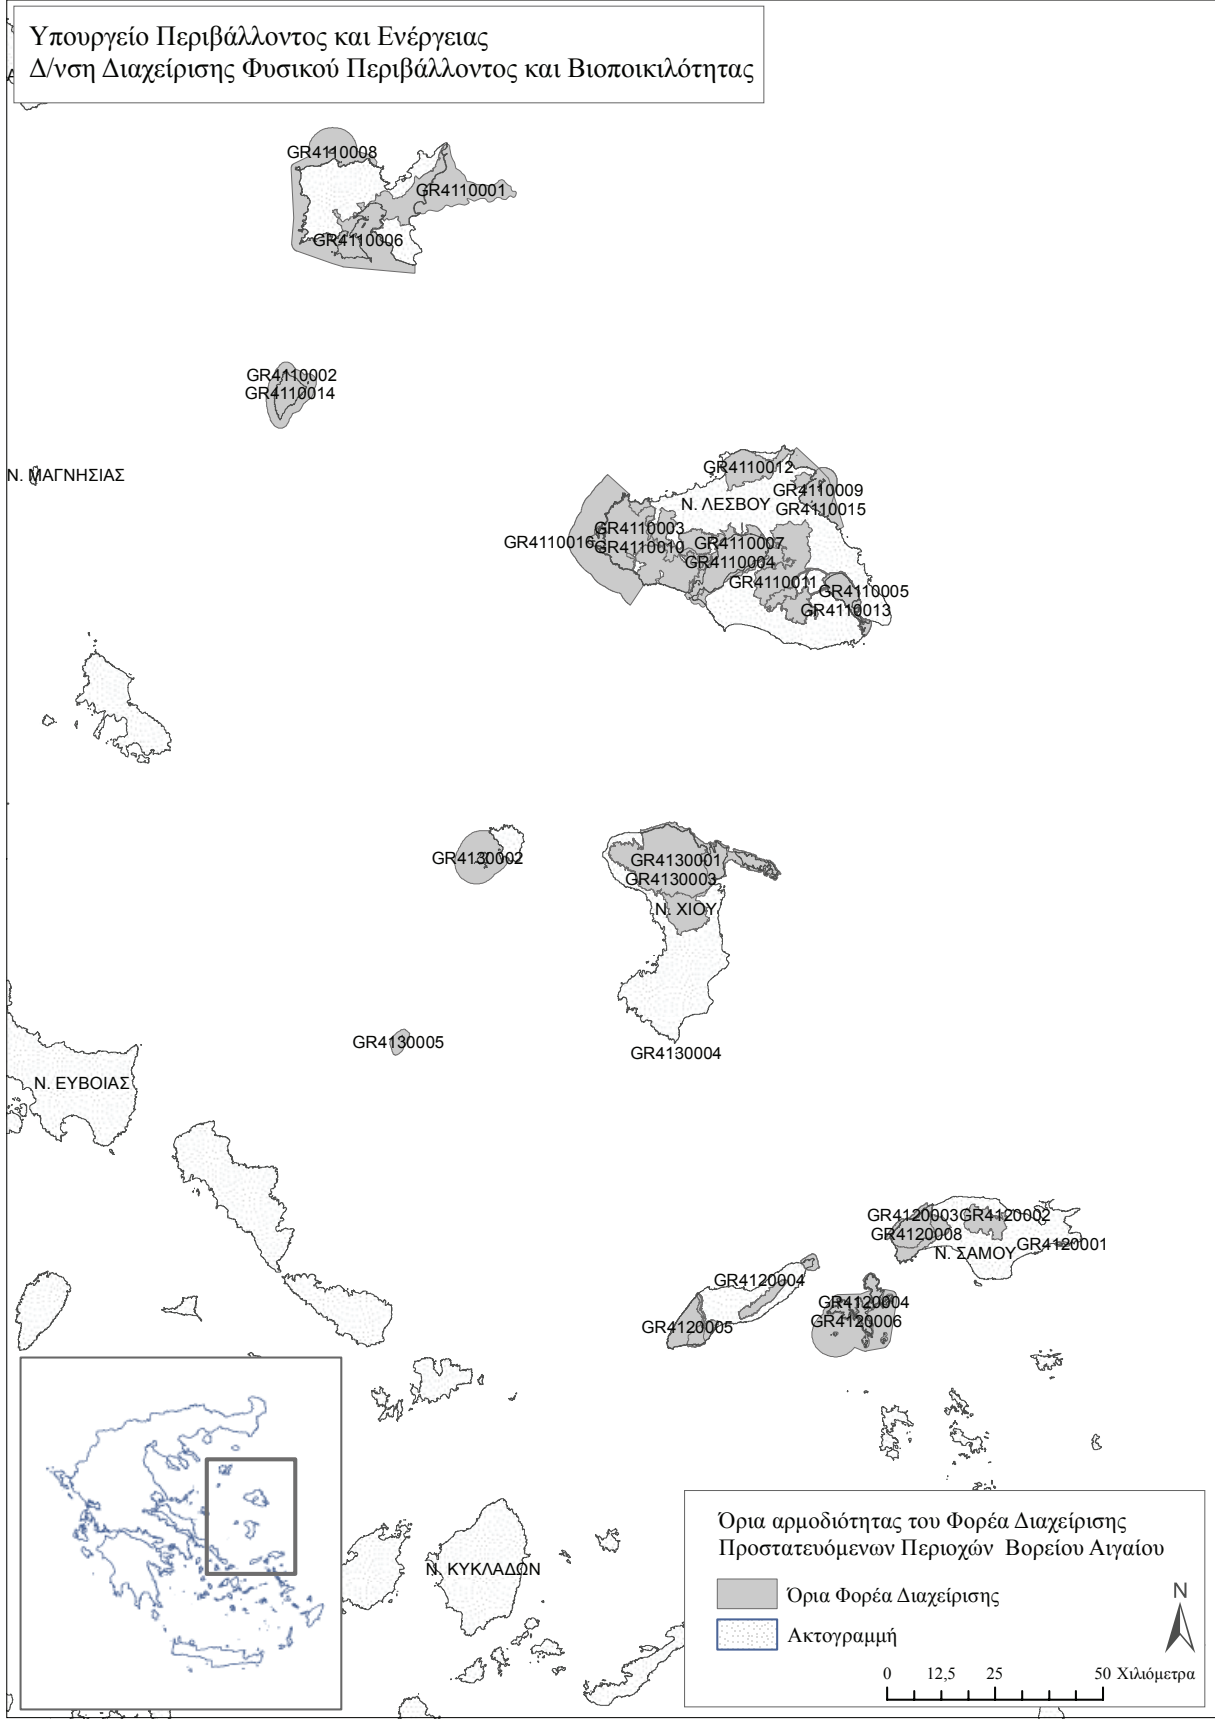 Υπουργείο Περιβάλλοντος και Ενέργειας
Δ/νση Διαχείρισης Φυσικού Περιβάλλοντος και Βιοποικιλότητας
GR4110008
GR4110001
GR4110006
GR4110002
GR4110014
Ν. ΜΑΓΝΗΣΙΑΣ
GR4110012
GR4110009
Ν. ΛΕΣΒΟΥ
GR4110015
GR4110003
GR4110016
GR4110010
GR4110007
GR4110004
GR4110011
GR4110005
GR4110013
GR4130002
GR4130001
GR4130003
Ν. ΧΙΟΥ
GR4130005
GR4130004
Ν. ΕΥΒΟΙΑΣ
GR4120003
GR4120002
GR4120008
GR4120001
Ν. ΣΑΜΟΥ
GR4120004
GR4120004
GR4120006
GR4120005
Ν. ΚΥΚΛΑΔΩΝ
Όρια αρμοδιότητας του Φορέα Διαχείρισης
Προστατευόμενων Περιοχών Βορείου Αιγαίου
Όρια Φορέα Διαχείρισης
Ακτογραμμή
N
0 12,5 25 50 Χιλιόμετρα